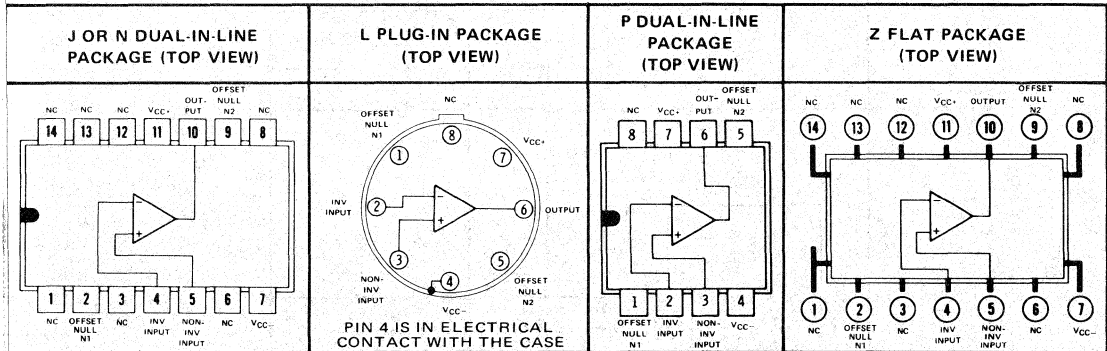 J OR N DUAL-IN-LINE
PACKAGE (TOP VIEW)
NC NC NC VCC+ OUT-PUT OFFSET NULL N2 NC
14 13 12 11 10 9 8
- +
1 2 3 4 5 6 7
NC OFFSET NULL N1 NC INV INPUT NON-INV INPUT NC VCC-
L PLUG-IN PACKAGE
(TOP VIEW)
NC
OFFSET NULL N1
8
1 7 VCC+
INV INPUT 2 - + 6 OUTPUT
3 4 5
NON-INV INPUT
OFFSET NULL N2
VCC-
PIN 4 IS IN ELECTRICAL
CONTACT WITH THE CASE
P DUAL-IN-LINE
PACKAGE
(TOP VIEW)
NC VCC+ OUT-PUT OFFSET NULL N2
8 7 6 5
- +
1 2 3 4
OFFSET NULL N1 INV INPUT NON-INV INPUT VCC-
Z FLAT PACKAGE
(TOP VIEW)
NC NC NC VCC+ OUTPUT OFFSET NULL N2 NC
14 13 12 11 10 9 8
- +
1 2 3 4 5 6 7
NC OFFSET NULL N1 NC INV INPUT NON-INV INPUT NC VCC-